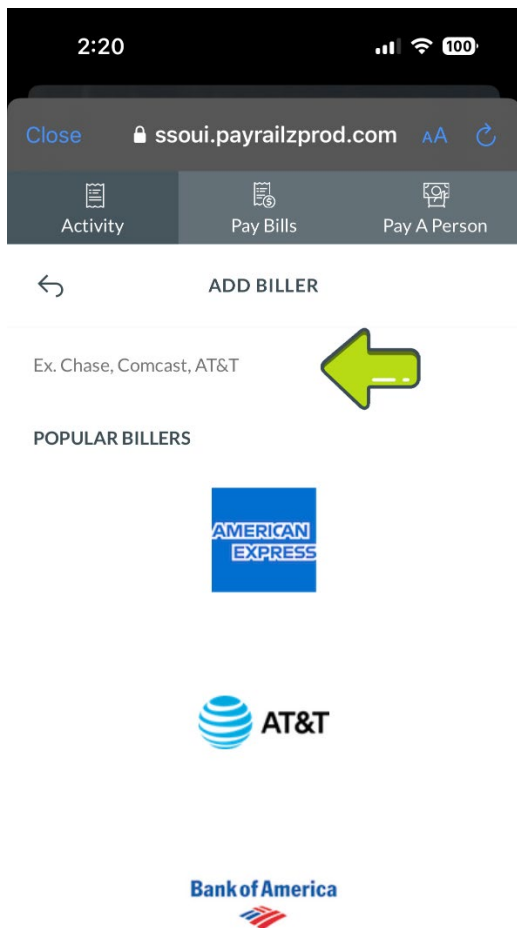 2:20
100
Close ssoui.payrailzprod.com AA
Activity Pay Bills Pay A Person
ADD BILLER
Ex. Chase, Comcast, AT&T
POPULAR BILLERS
AMERICAN
EXPRESS
AT&T
Bank of America